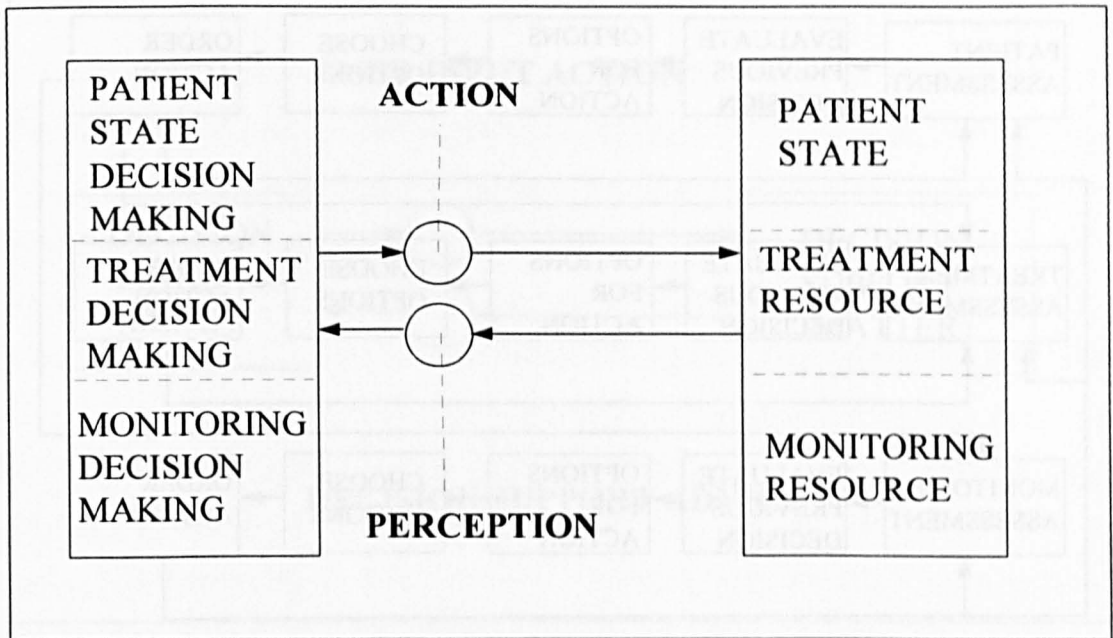 PATIENT
STATE
DECISION
MAKING
TREATMENT
DECISION
MAKING
MONITORING
DECISION
MAKING
ACTION
PERCEPTION
PATIENT
STATE
TREATMENT
RESOURCE
MONITORING
RESOURCE